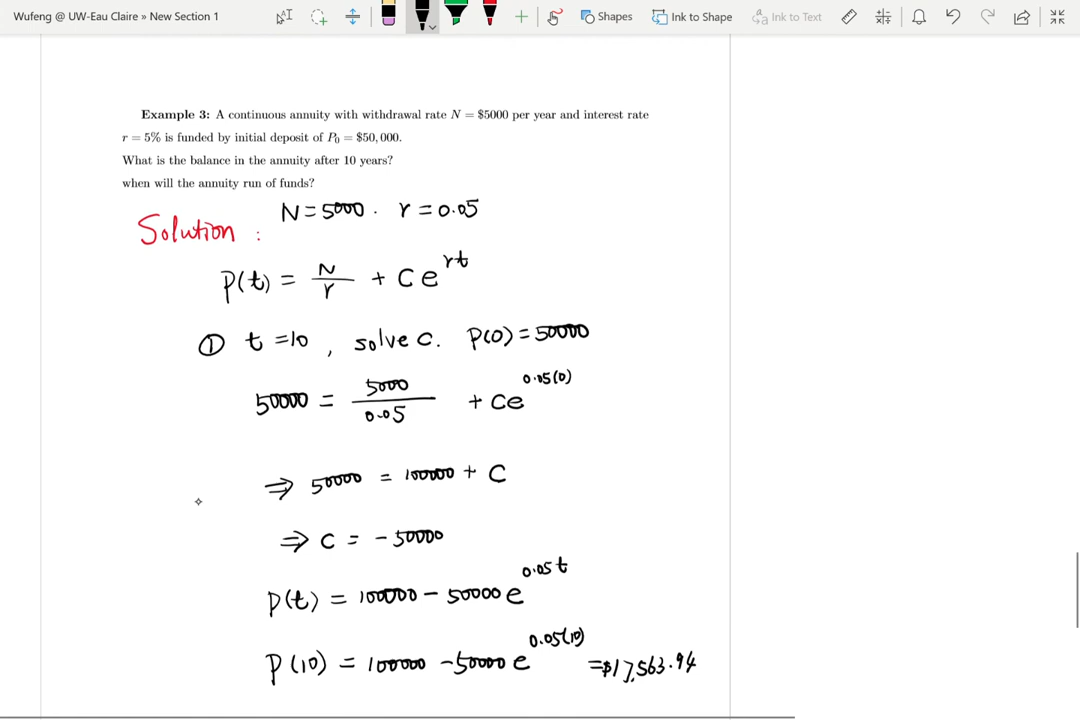 Wufeng @ UW-Eau Claire » New Section 1 Shapes Ink to Shape Ink to Text
Example 3: A continuous annuity with withdrawal rate N = $5000 per year and interest rate
r = 5% is funded by initial deposit of P₀ = $50,000.
What is the balance in the annuity after 10 years?
when will the annuity run of funds?
N = 5000. r = 0.05
Solution :
P(t) = N/r + Ce^{rt}
① t = 10, solve C. P(0) = 50000
50000 = 5000/0.05 + Ce^{0.05(0)}
⇒ 50000 = 100000 + C
⇒ C = -50000
P(t) = 100000 - 50000e^{0.05t}
P(10) = 100000 - 50000e^{0.05(10)} = $17,563.94